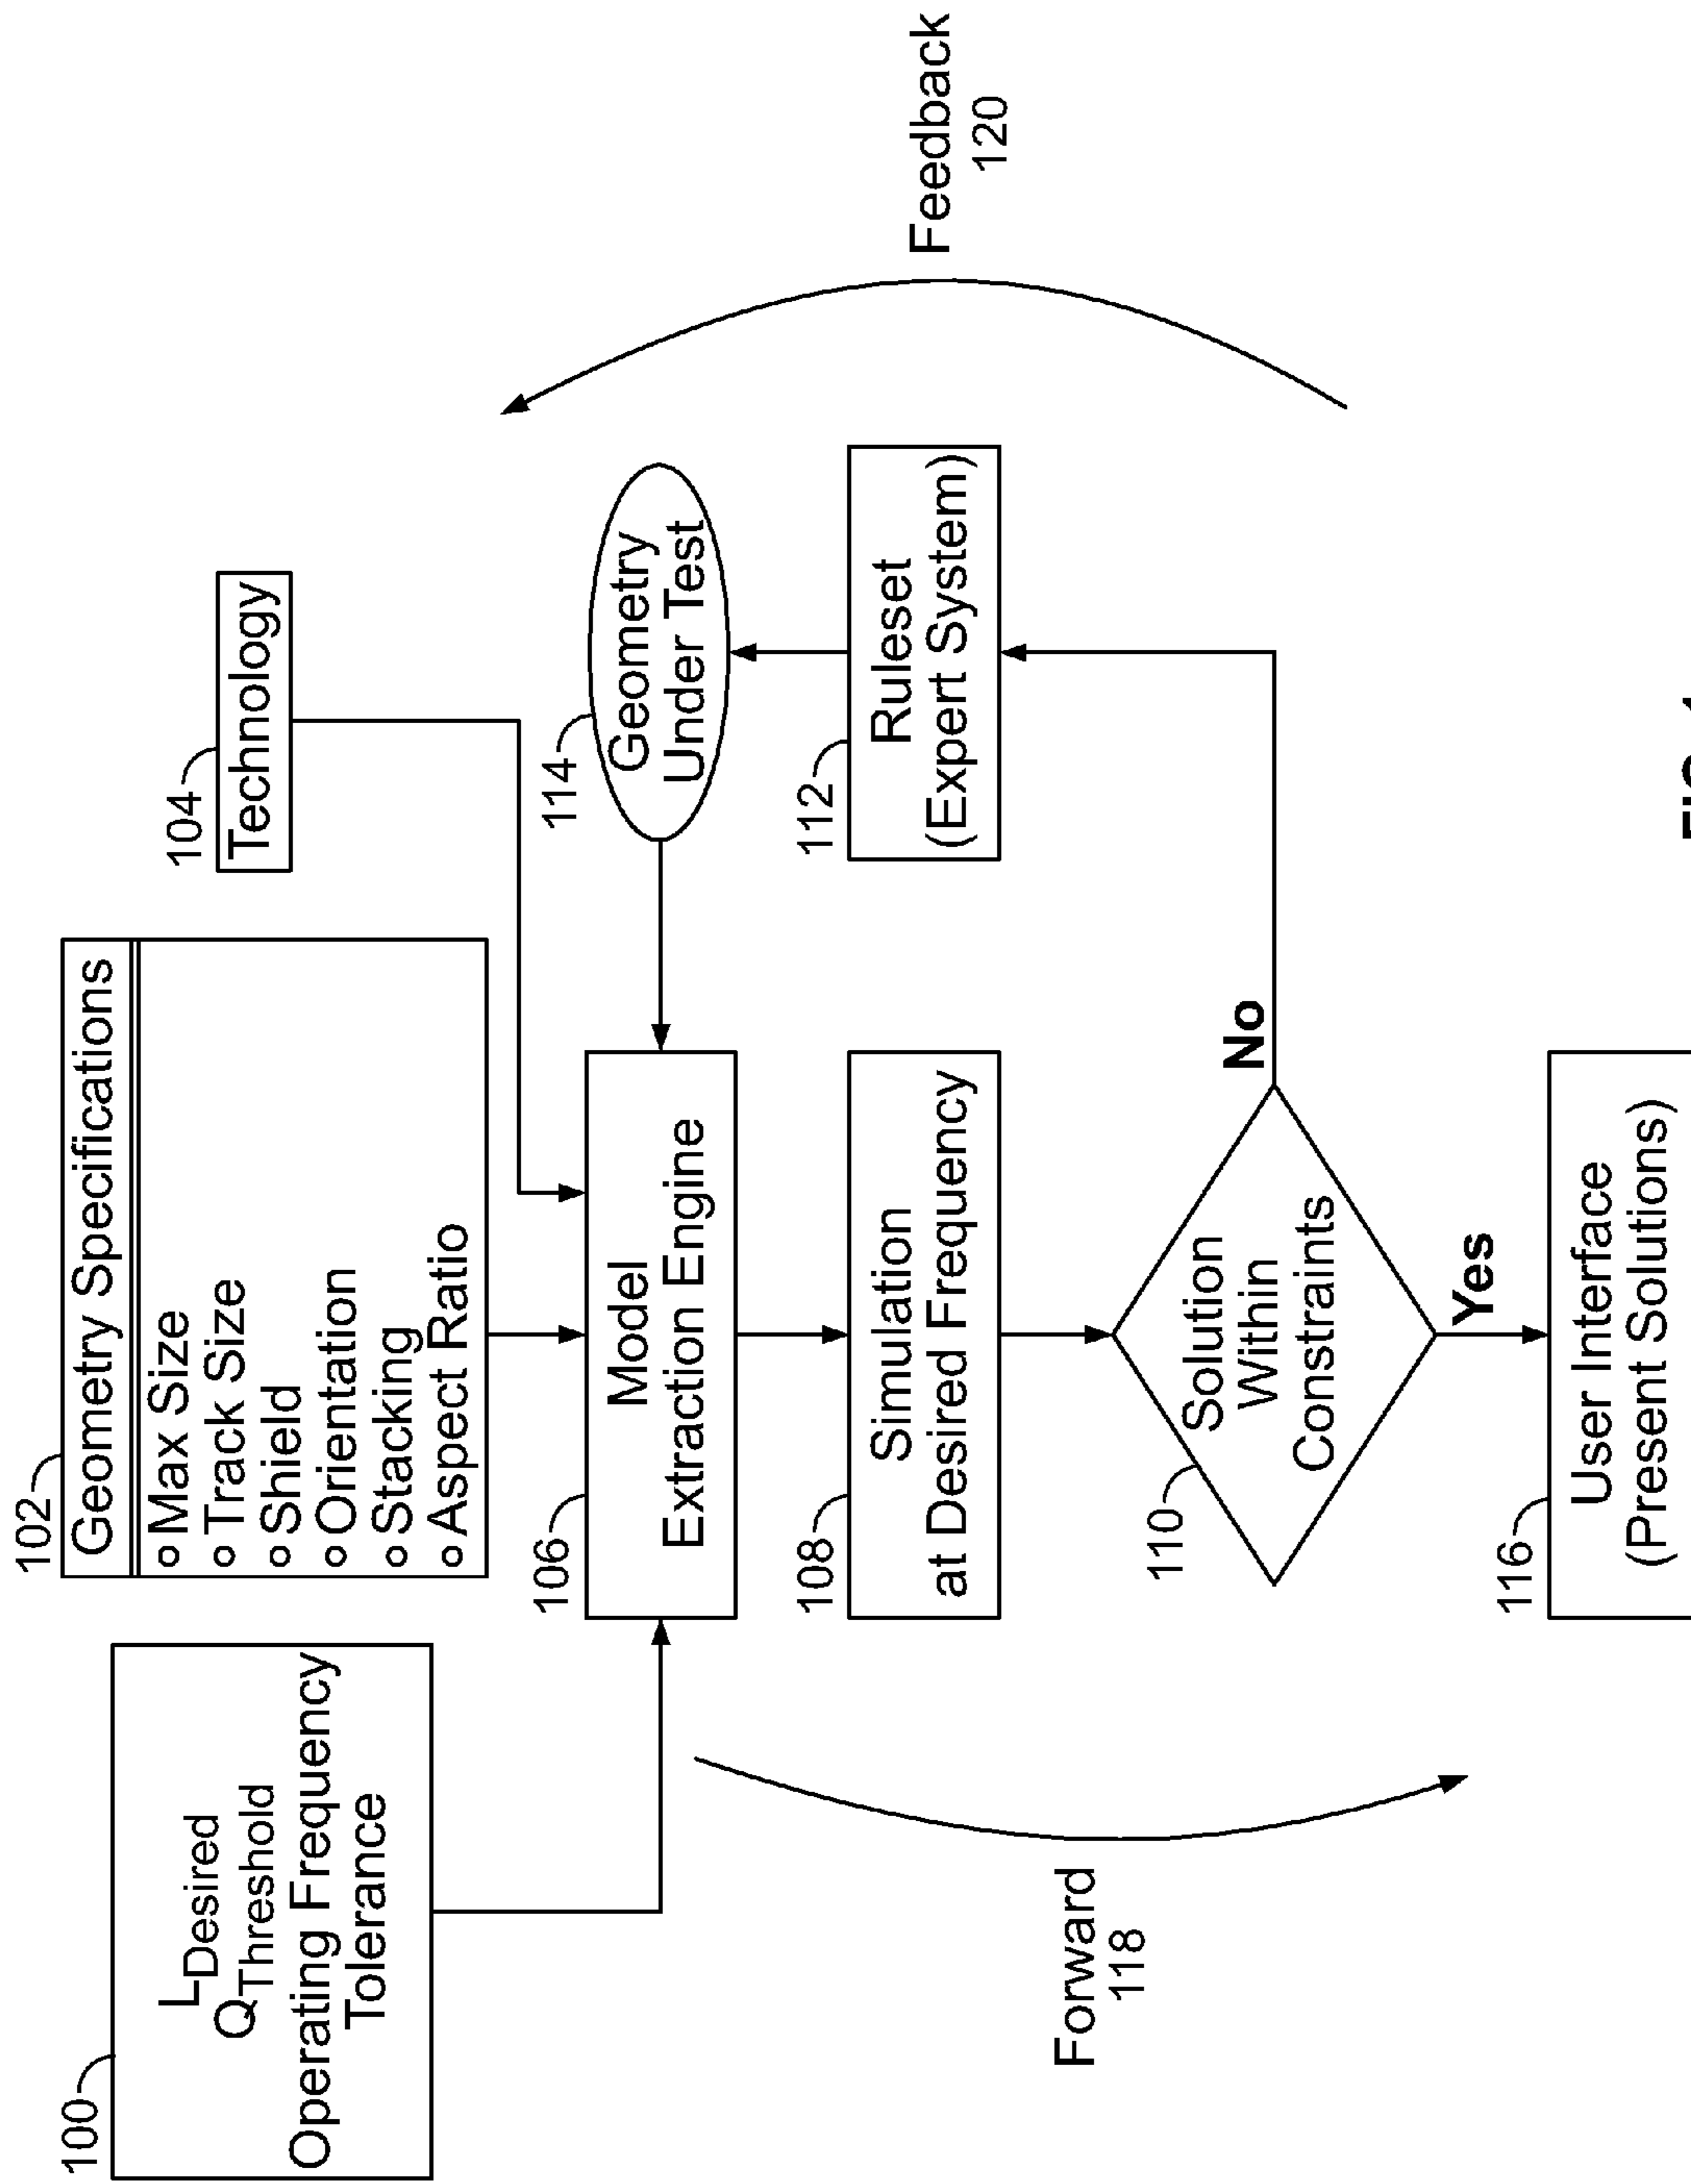 100
L Desired
Q Threshold
Operating Frequency
Tolerance
102
Geometry Specifications
○ Max Size
○ Track Size
○ Shield
○ Orientation
○ Stacking
○ Aspect Ratio
104
Technology
106
Model
Extraction Engine
114
Geometry
Under Test
108
Simulation
at Desired Frequency
112
Ruleset
(Expert System)
Forward
118
Feedback
120
110
Solution
Within
Constraints
No
Yes
116
User Interface
(Present Solutions)